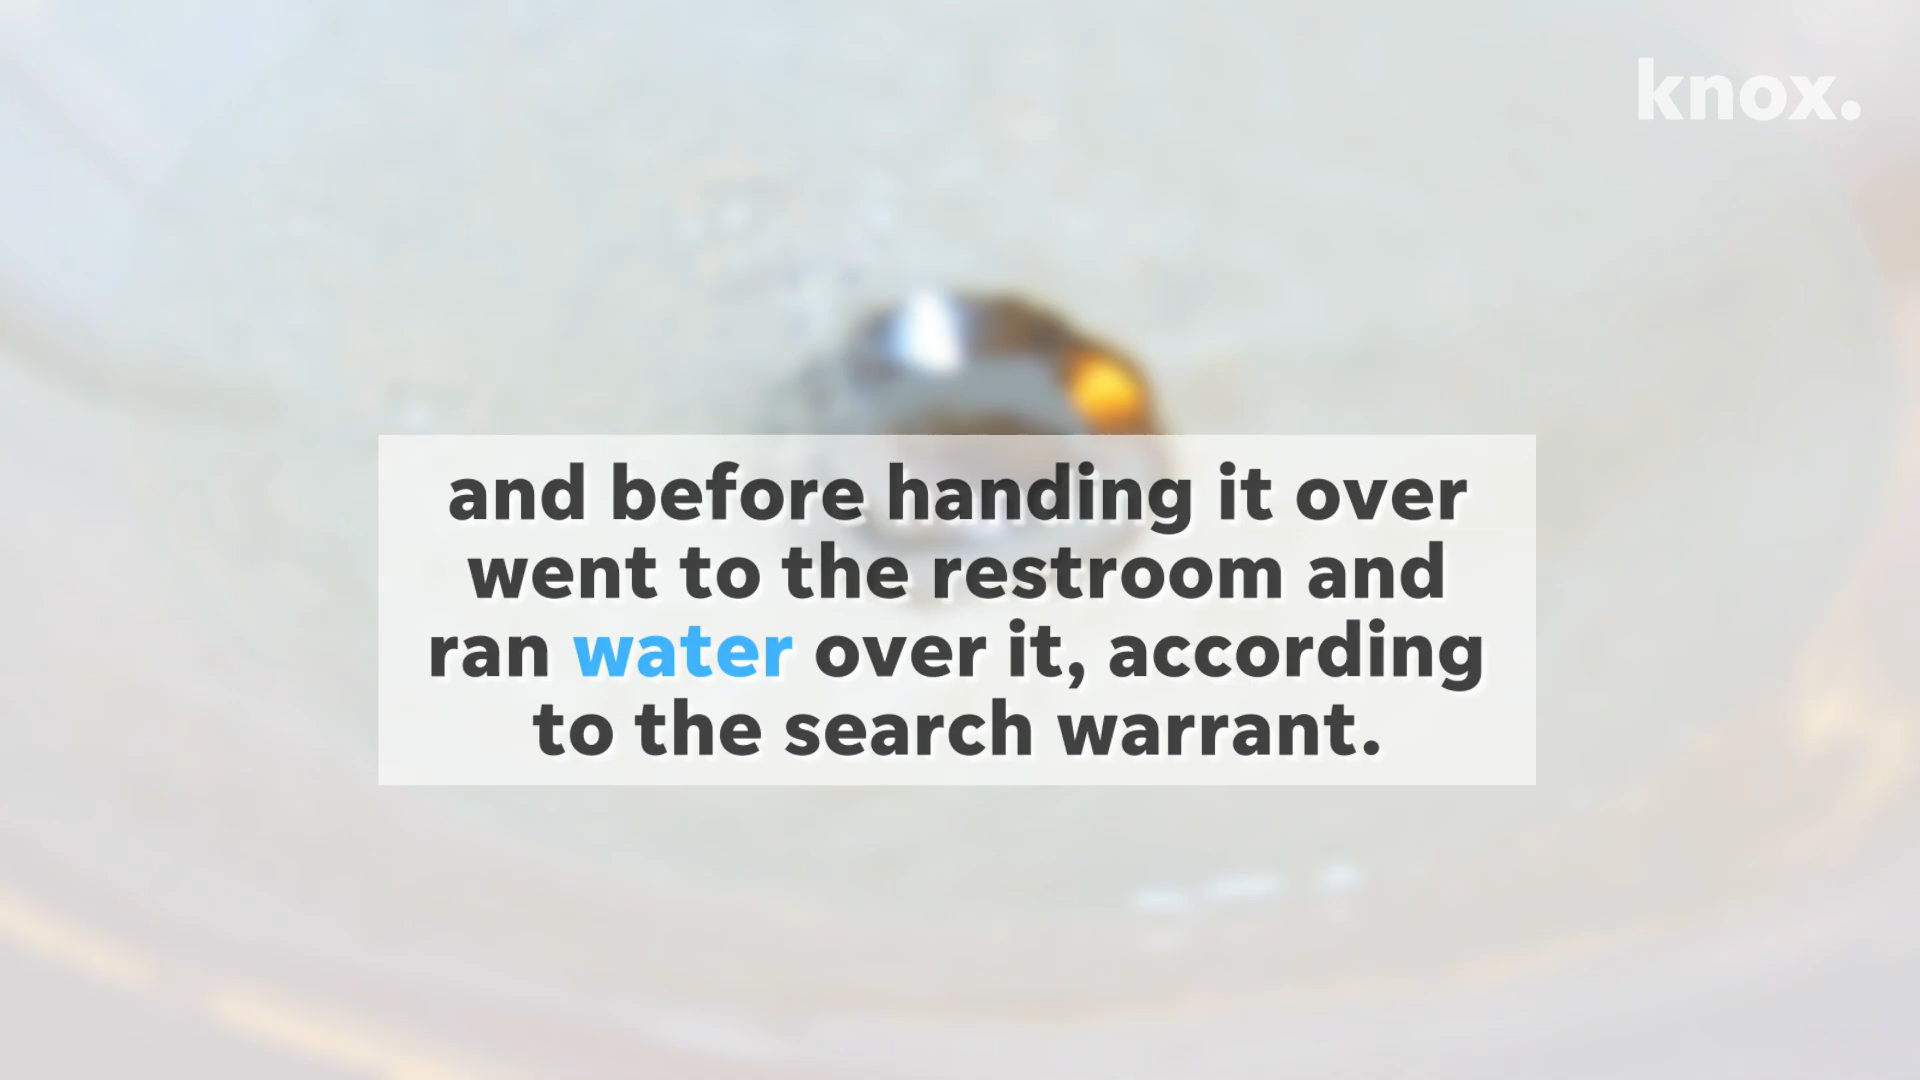 knox.
and before handing it over
went to the restroom and
ran water over it, according
to the search warrant.